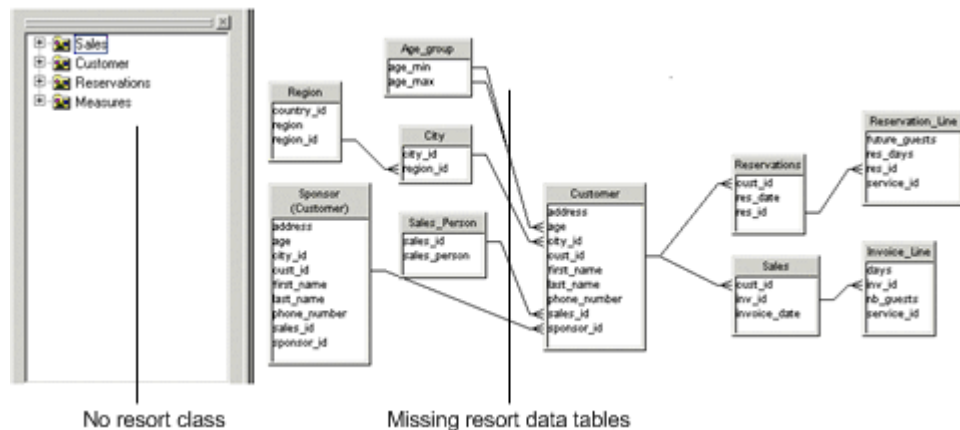 Sales
Customer
Reservations
Measures
Age_group
age_min
age_max
Region
country_id
region
region_id
City
city_id
region_id
Sponsor
(Customer)
address
age
city_id
cust_id
first_name
last_name
phone_number
sales_id
sponsor_id
Sales_Person
sales_id
sales_person
Customer
address
age
city_id
cust_id
first_name
last_name
phone_number
sales_id
sponsor_id
Reservations
cust_id
res_date
res_id
Reservation_Line
future_guests
res_days
res_id
service_id
Sales
cust_id
inv_id
invoice_date
Invoice_Line
days
inv_id
nb_guests
service_id
No resort class
Missing resort data tables